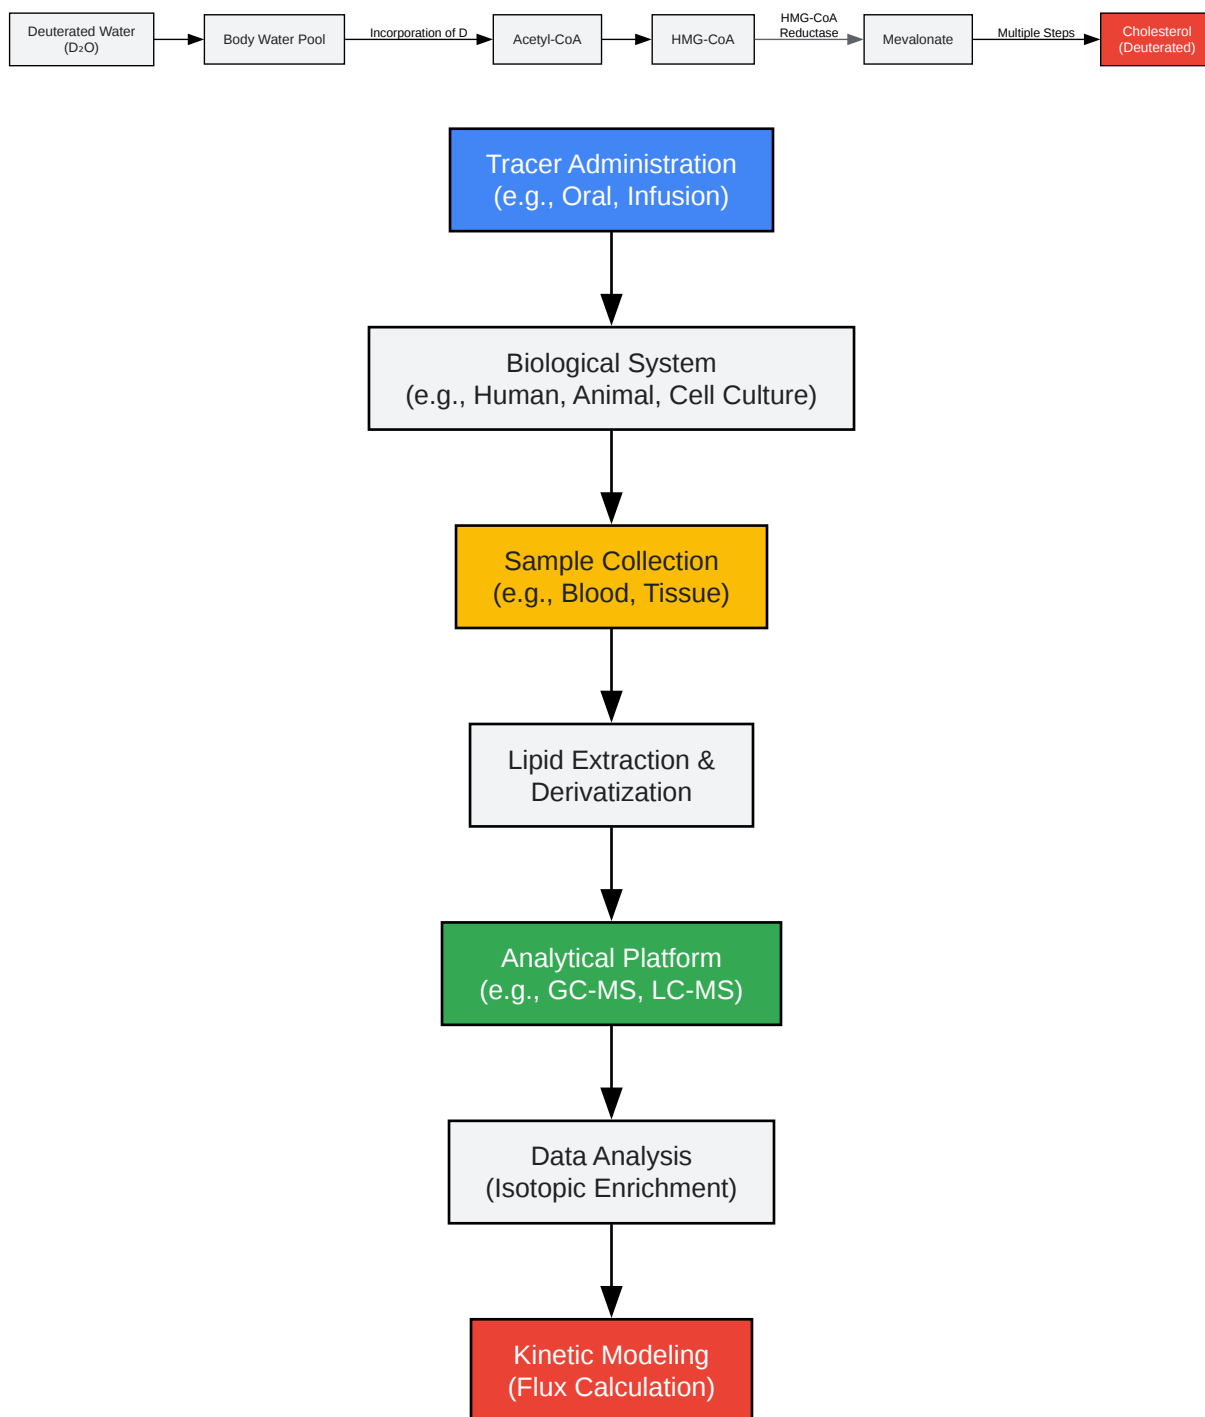 Deuterated Water
(D₂O)
Body Water Pool
Incorporation of D
Acetyl-CoA
HMG-CoA
HMG-CoA
Reductase
Mevalonate
Multiple Steps
Cholesterol
(Deuterated)
Tracer Administration
(e.g., Oral, Infusion)
Biological System
(e.g., Human, Animal, Cell Culture)
Sample Collection
(e.g., Blood, Tissue)
Lipid Extraction &
Derivatization
Analytical Platform
(e.g., GC-MS, LC-MS)
Data Analysis
(Isotopic Enrichment)
Kinetic Modeling
(Flux Calculation)